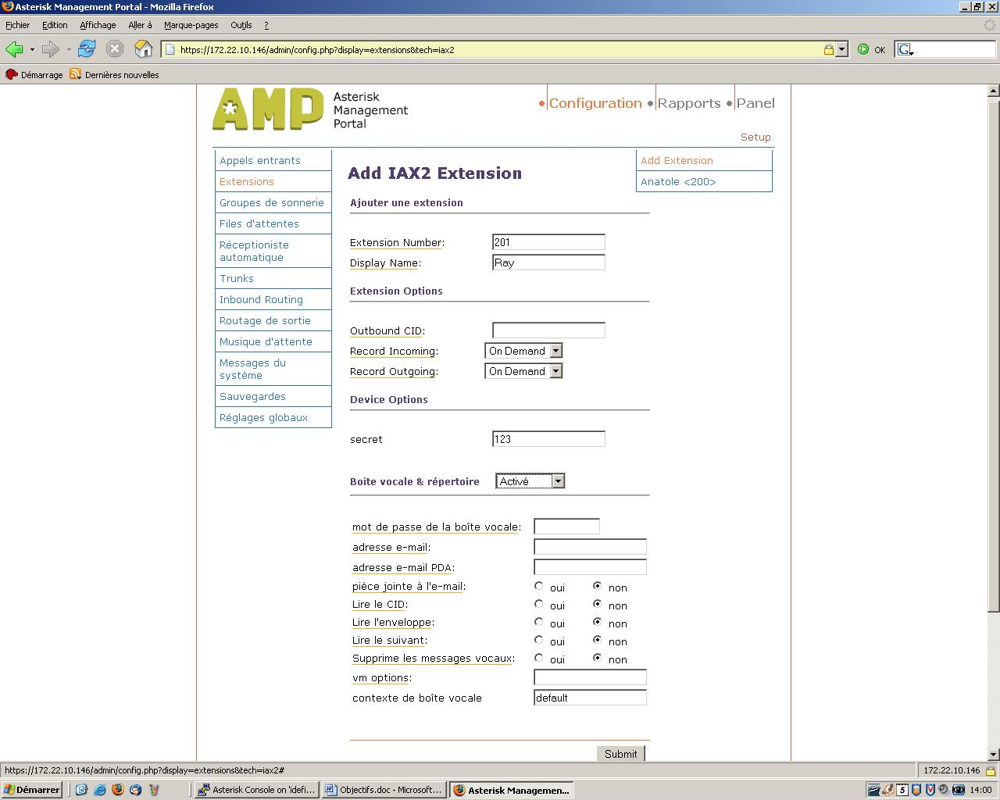 Asterisk Management Portal - Mozilla Firefox
Fichier Edition Affichage Aller à Marque-pages Outils ?
https://172.22.10.146/admin/config.php?display=extensions&tech=iax2
OK
G
Démarrage Dernières nouvelles
AMP
Asterisk
Management
Portal
• Configuration • Rapports • Panel
Setup
Appels entrants
Extensions
Groupes de sonnerie
Files d'attentes
Réceptioniste
automatique
Trunks
Inbound Routing
Routage de sortie
Musique d'attente
Messages du
système
Sauvegardes
Réglages globaux
Add IAX2 Extension
Add Extension
Anatole <200>
Ajouter une extension
Extension Number: 201
Display Name: Ray
Extension Options
Outbound CID:
Record Incoming: On Demand
Record Outgoing: On Demand
Device Options
secret 123
Boîte vocale & répertoire Activé
mot de passe de la boîte vocale:
adresse e-mail:
adresse e-mail PDA:
pièce jointe à l'e-mail: oui non
Lire le CID: oui non
Lire l'enveloppe: oui non
Lire le suivant: oui non
Supprime les messages vocaux: oui non
vm options:
contexte de boîte vocale default
Submit
https://172.22.10.146/admin/config.php?display=extensions&tech=iax2#
172.22.10.146
Démarrer
Asterisk Console on 'idefi...
Objectifs.doc - Microsoft...
Asterisk Managemen...
5
14:00